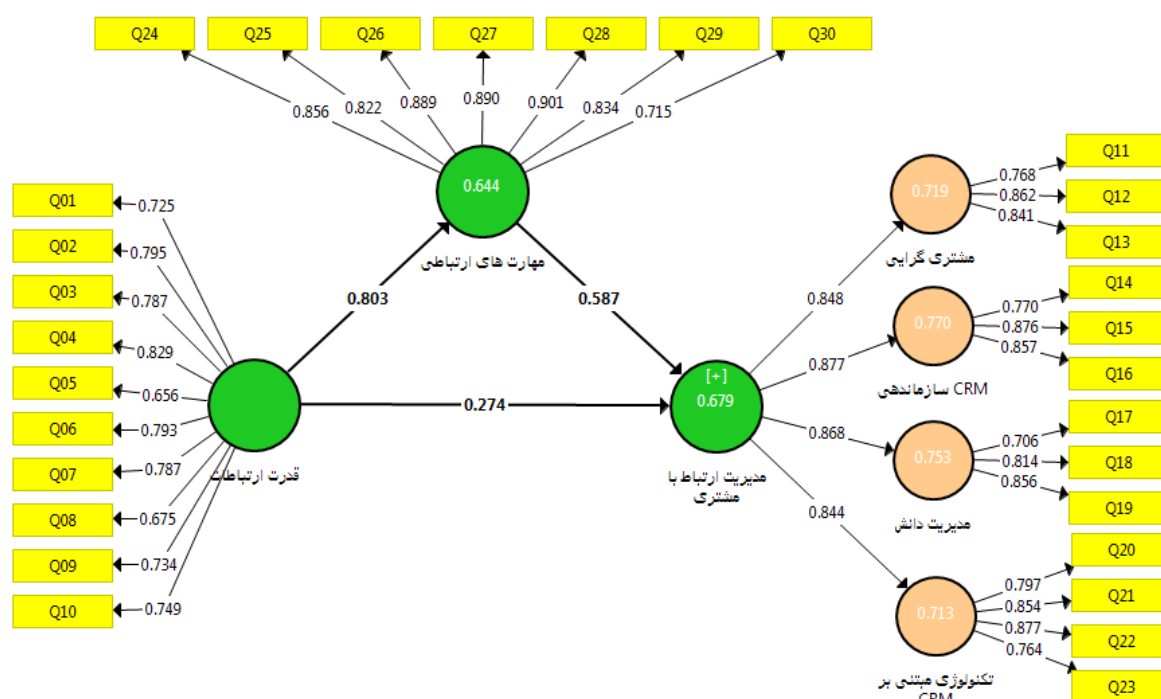 Q24 Q25 Q26 Q27 Q28 Q29 Q30
0.856 0.822 0.889 0.890 0.901 0.834 0.715
0.644
مهارت های ارتباطی
Q01
Q02
Q03
Q04
Q05
Q06
Q07
Q08
Q09
Q10
0.725
0.795
0.787
0.829
0.656
0.793
0.787
0.675
0.734
0.749
قدرت ارتباطات
0.803
0.587
0.274
[+]
0.679
مدیریت ارتباط با
مشتری
0.848
0.877
0.868
0.844
0.719
مشتری گرایی
0.768
0.862
0.841
Q11
Q12
Q13
0.770
سازماندهی CRM
0.770
0.876
0.857
Q14
Q15
Q16
0.753
مدیریت دانش
0.706
0.814
0.856
Q17
Q18
Q19
0.713
تکنولوژی مبتنی بر
CRM
0.797
0.854
0.877
0.764
Q20
Q21
Q22
Q23